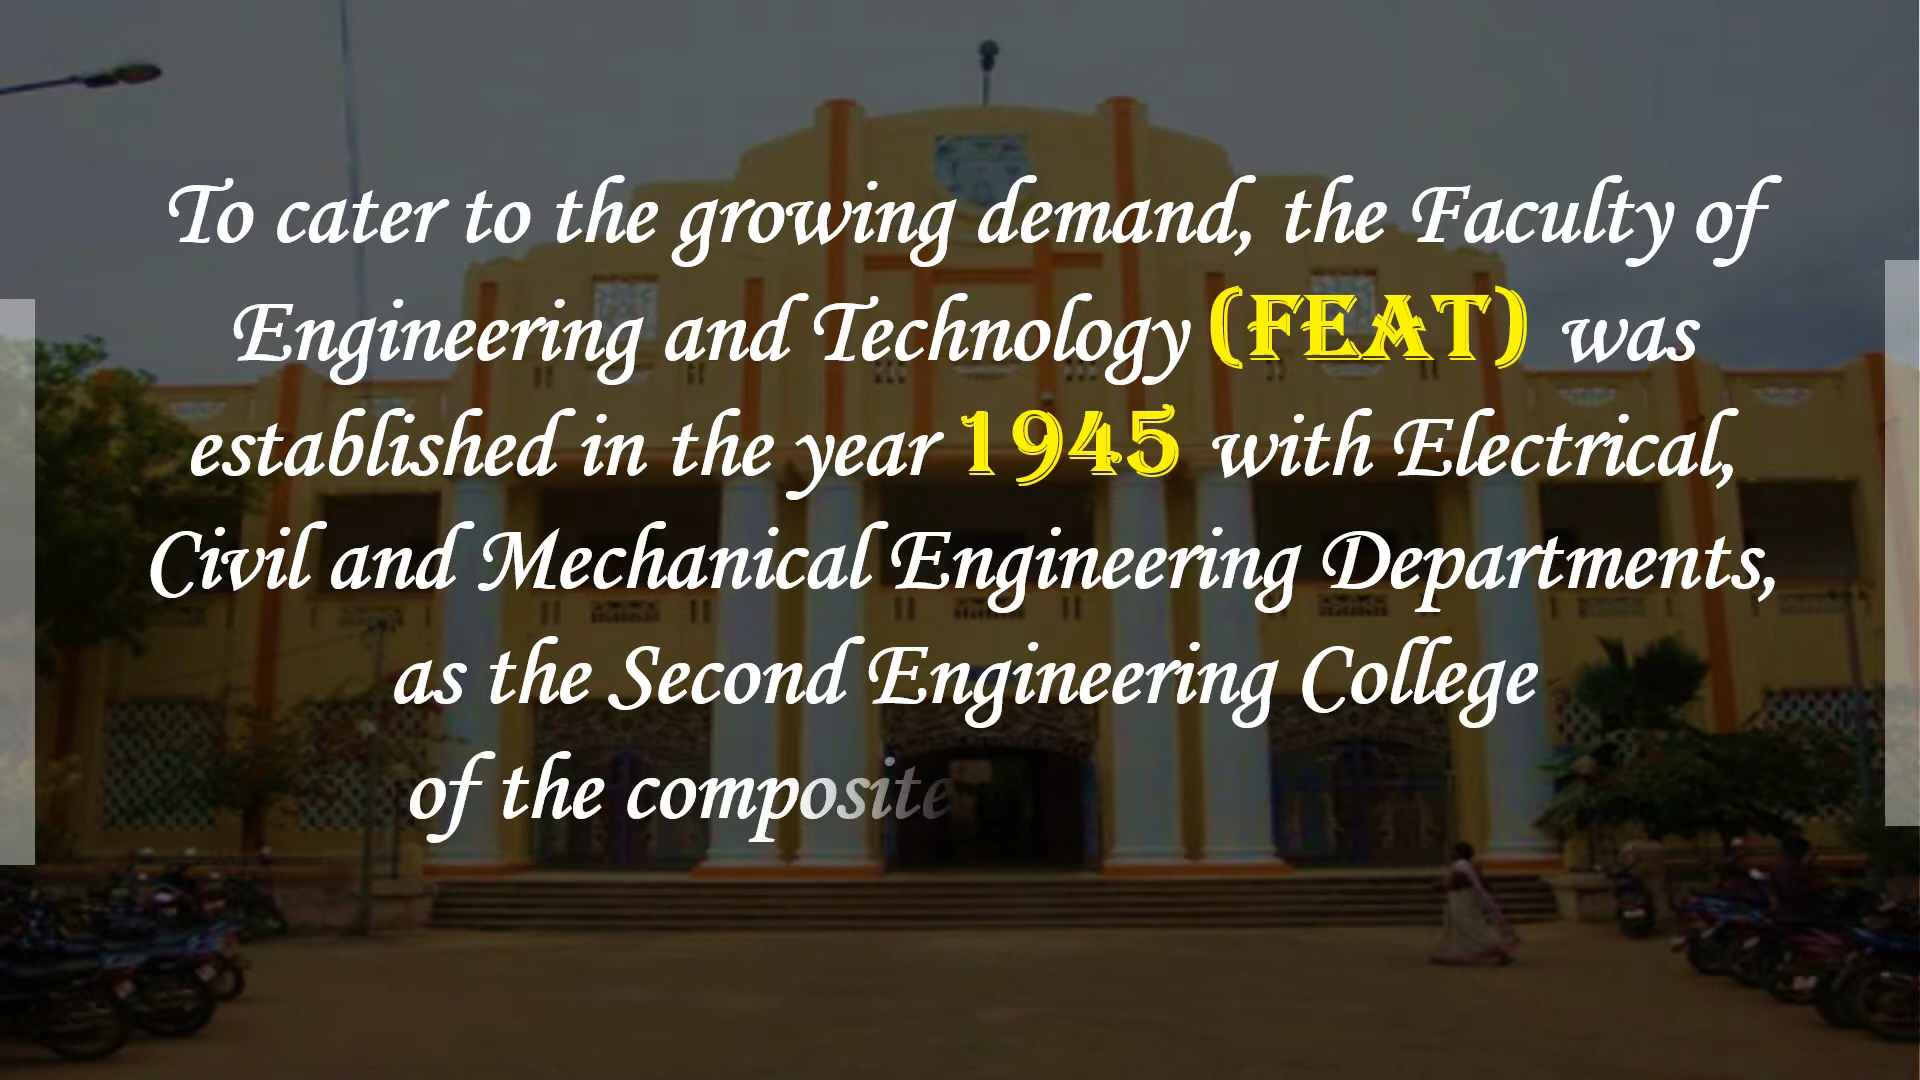 To cater to the growing demand, the Faculty of
Engineering and Technology (FEAT) was
established in the year 1945 with Electrical,
Civil and Mechanical Engineering Departments,
as the Second Engineering College
of the composite